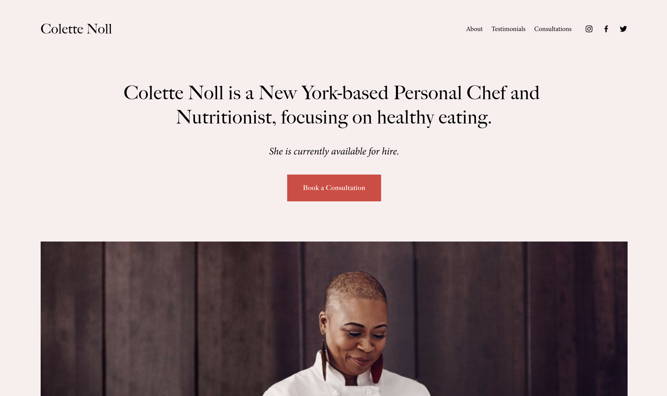 Colette Noll
About Testimonials Consultations
Colette Noll is a New York-based Personal Chef and
Nutritionist, focusing on healthy eating.
She is currently available for hire.
Book a Consultation